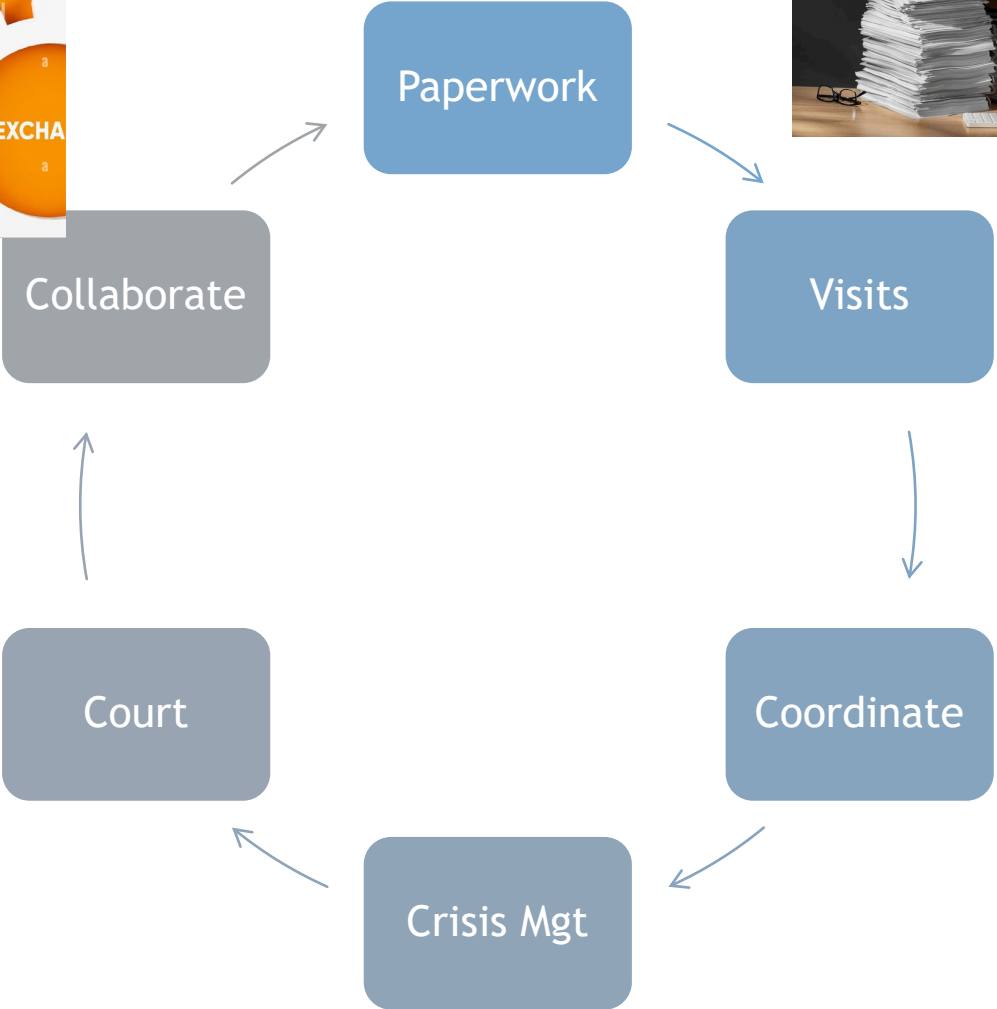 Paperwork
a
EXCHA
a
Collaborate
Visits
Court
Coordinate
Crisis Mgt